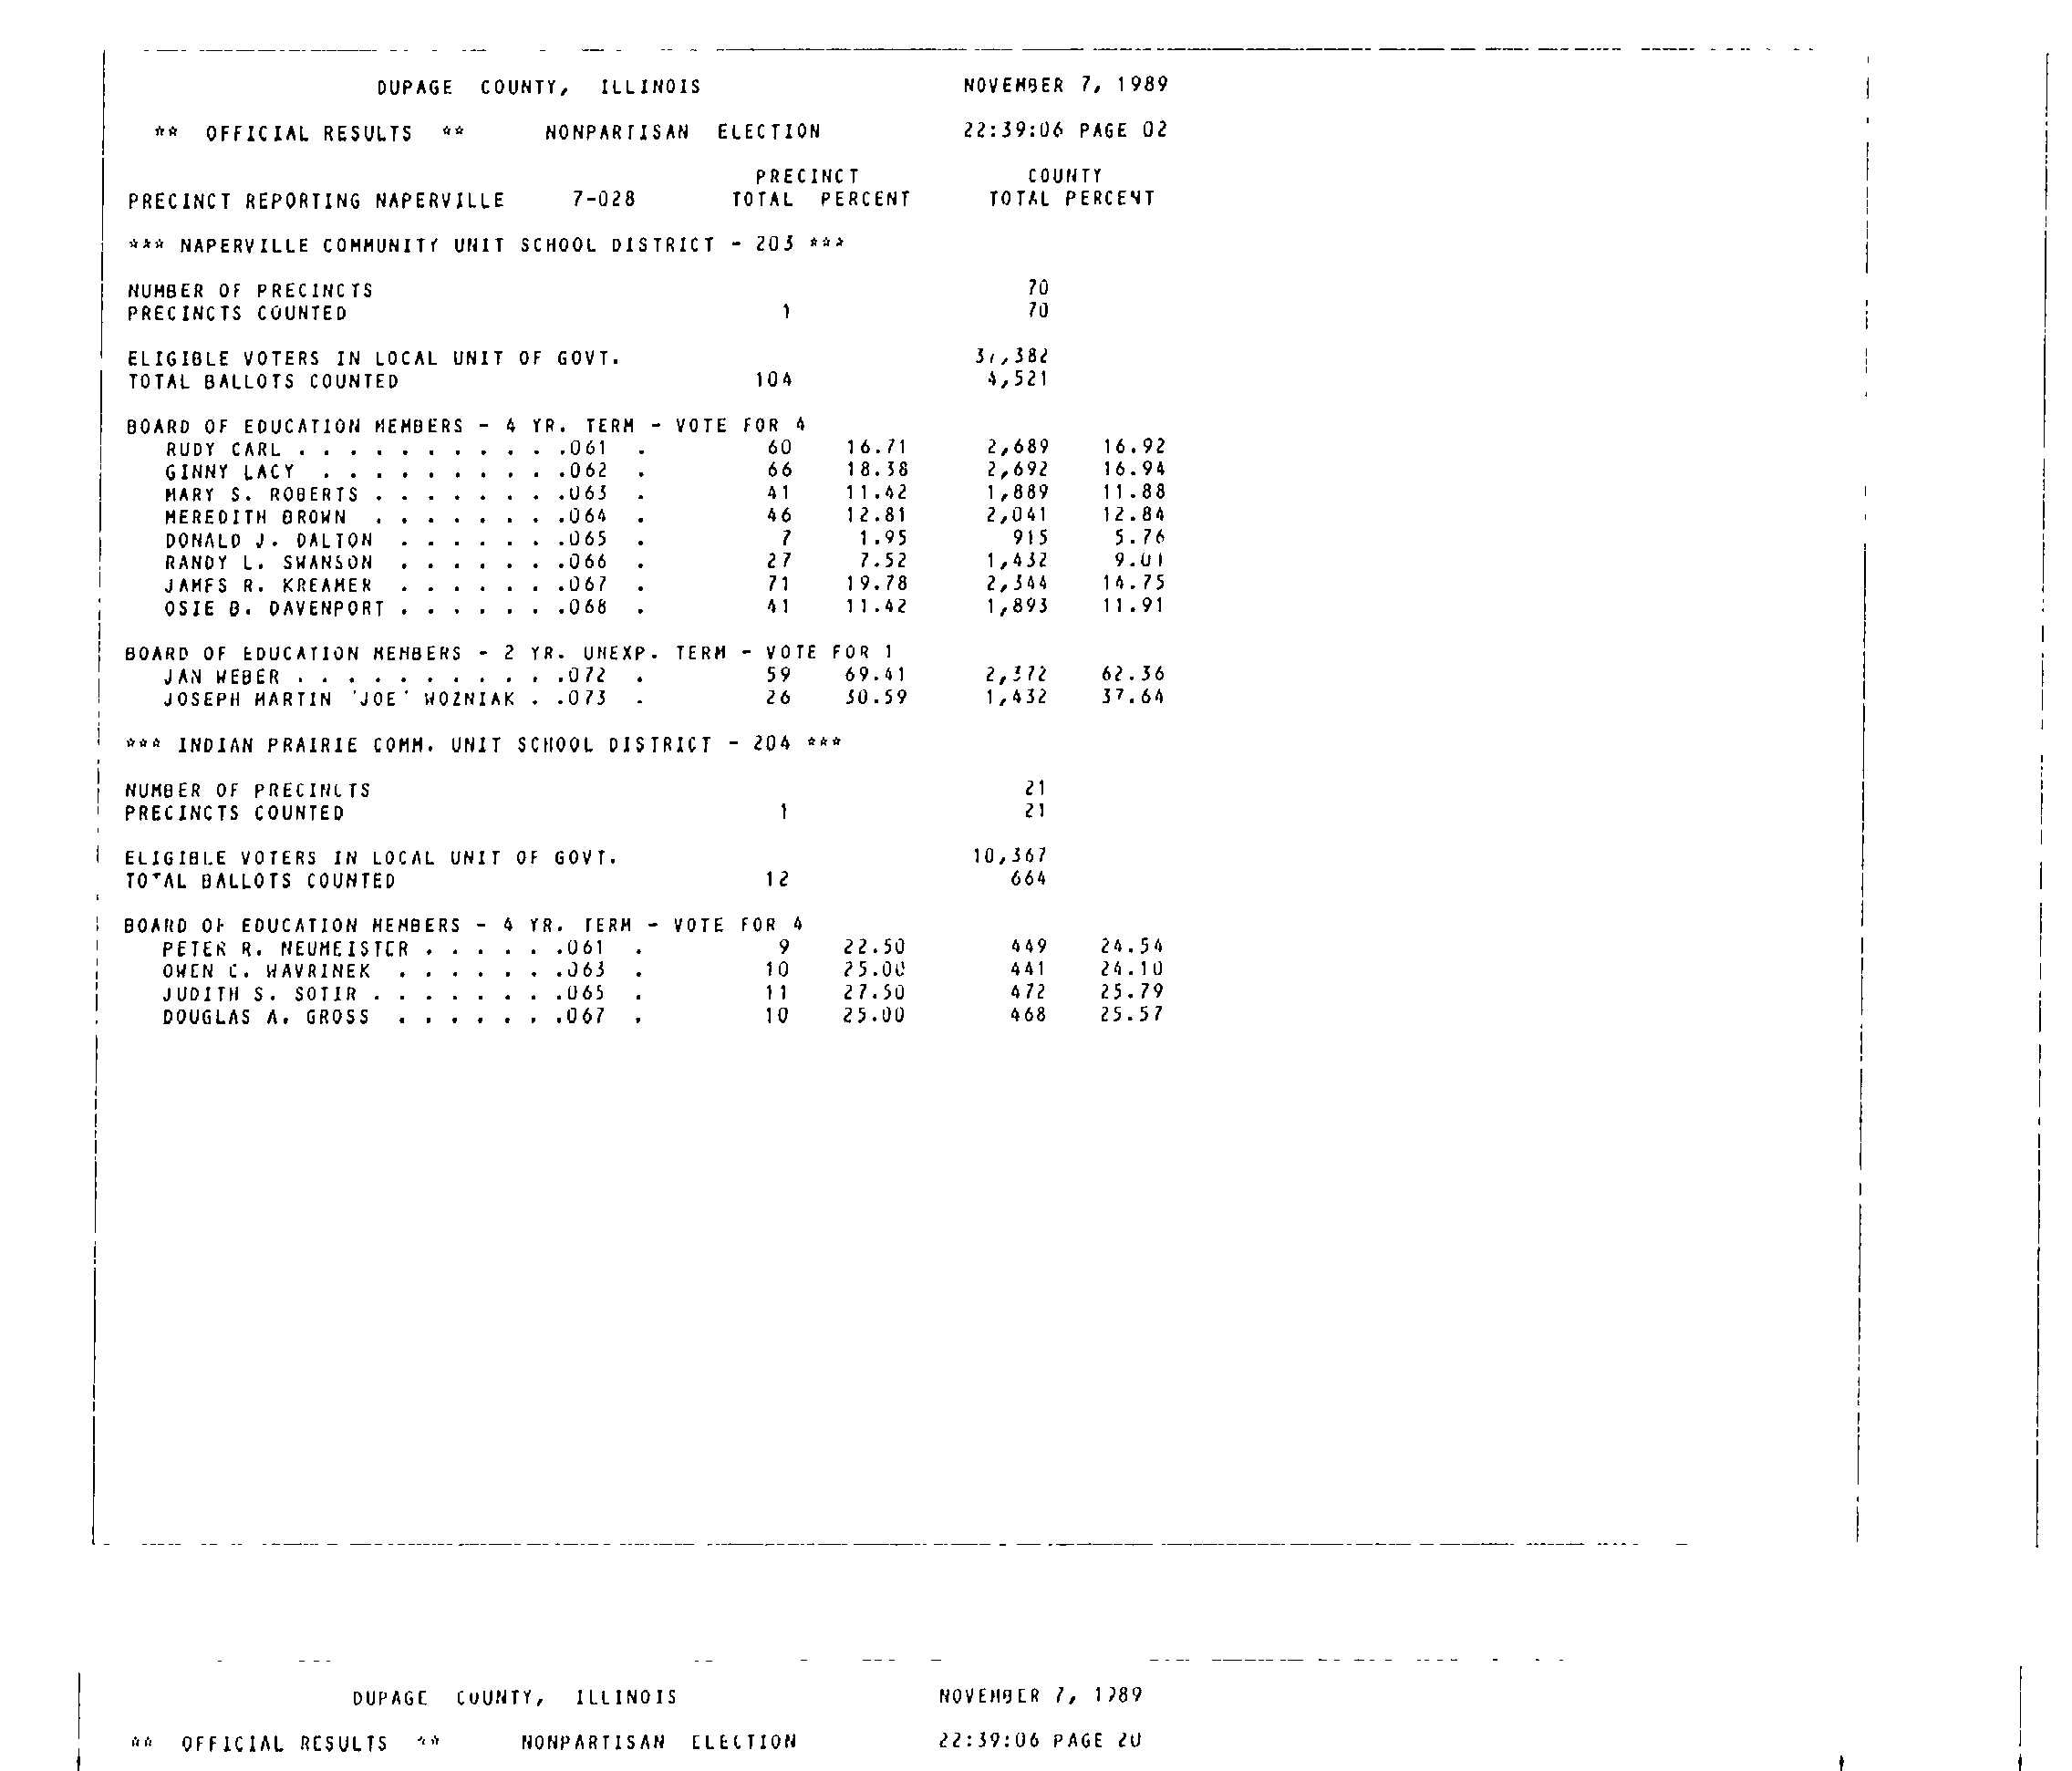 DUPAGE COUNTY, ILLINOIS NOVEMBER 7, 1989
** OFFICIAL RESULTS ** NONPARTISAN ELECTION 22:39:06 PAGE 02
PRECINCT COUNTY
PRECINCT REPORTING NAPERVILLE 7-028 TOTAL PERCENT TOTAL PERCENT
*** NAPERVILLE COMMUNITY UNIT SCHOOL DISTRICT - 203 ***
NUMBER OF PRECINCTS 70
PRECINCTS COUNTED 1 70
ELIGIBLE VOTERS IN LOCAL UNIT OF GOVT. 37,382
TOTAL BALLOTS COUNTED 104 4,521
BOARD OF EDUCATION MEMBERS - 4 YR. TERM - VOTE FOR 4
RUDY CARL . . . . . . . . . . .061 . 60 16.71 2,689 16.92
GINNY LACY . . . . . . . . . .062 . 66 18.38 2,692 16.94
MARY S. ROBERTS . . . . . . . .063 . 41 11.42 1,889 11.88
MEREDITH BROWN . . . . . . . .064 . 46 12.81 2,041 12.84
DONALD J. DALTON . . . . . . .065 . 7 1.95 915 5.76
RANDY L. SWANSON . . . . . . .066 . 27 7.52 1,432 9.01
JAMES R. KREAMER . . . . . . .067 . 71 19.78 2,344 14.75
OSIE B. DAVENPORT . . . . . . .068 . 41 11.42 1,893 11.91
BOARD OF EDUCATION MEMBERS - 2 YR. UNEXP. TERM - VOTE FOR 1
JAN WEBER . . . . . . . . . . .072 . 59 69.41 2,372 62.36
JOSEPH MARTIN 'JOE' WOZNIAK . .073 . 26 30.59 1,432 37.64
*** INDIAN PRAIRIE COMM. UNIT SCHOOL DISTRICT - 204 ***
NUMBER OF PRECINCTS 21
PRECINCTS COUNTED 1 21
ELIGIBLE VOTERS IN LOCAL UNIT OF GOVT. 10,367
TOTAL BALLOTS COUNTED 12 664
BOARD OF EDUCATION MEMBERS - 4 YR. TERM - VOTE FOR 4
PETER R. NEUMEISTER . . . . . .061 . 9 22.50 449 24.54
OWEN C. WAVRINEK . . . . . . .063 . 10 25.00 441 24.10
JUDITH S. SOTIR . . . . . . . .065 . 11 27.50 472 25.79
DOUGLAS A. GROSS . . . . . . .067 . 10 25.00 468 25.57
DUPAGE COUNTY, ILLINOIS NOVEMBER 7, 1989
** OFFICIAL RESULTS ** NONPARTISAN ELECTION 22:39:06 PAGE 20